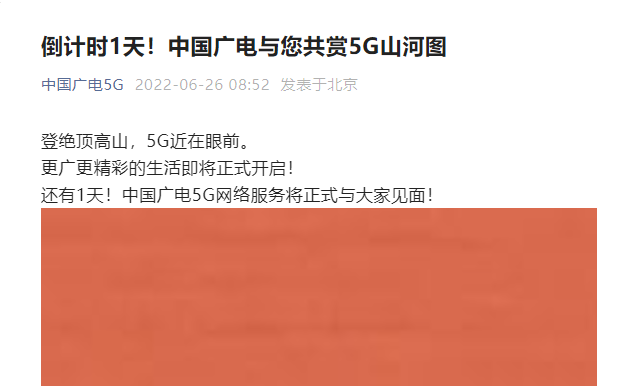 倒计时1天！中国广电与您共赏5G山河图
中国广电5G 2022-06-26 08:52 发表于北京
登绝顶高山，5G近在眼前。
更广更精彩的生活即将正式开启！
还有1天！中国广电5G网络服务将正式与大家见面！